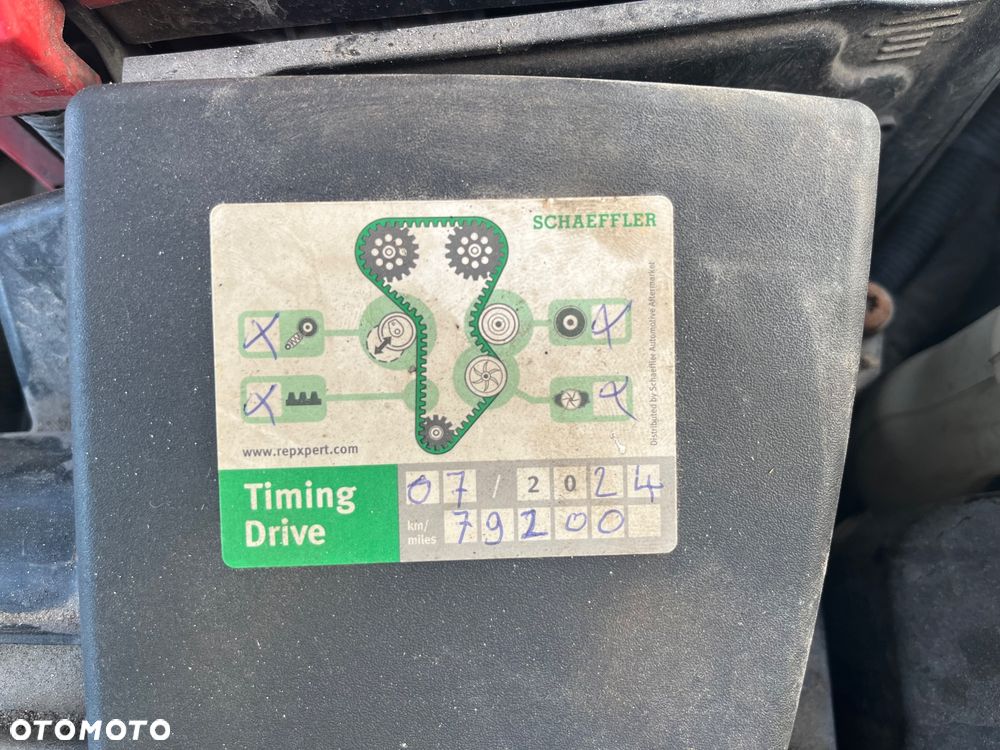 SCHAEFFLER
Distributed by Schaeffler Automotive Aftermarket
X
X
X
X
www.repxpert.com
Timing
Drive
07 / 2024
km/
miles
79200
OTOMOTO